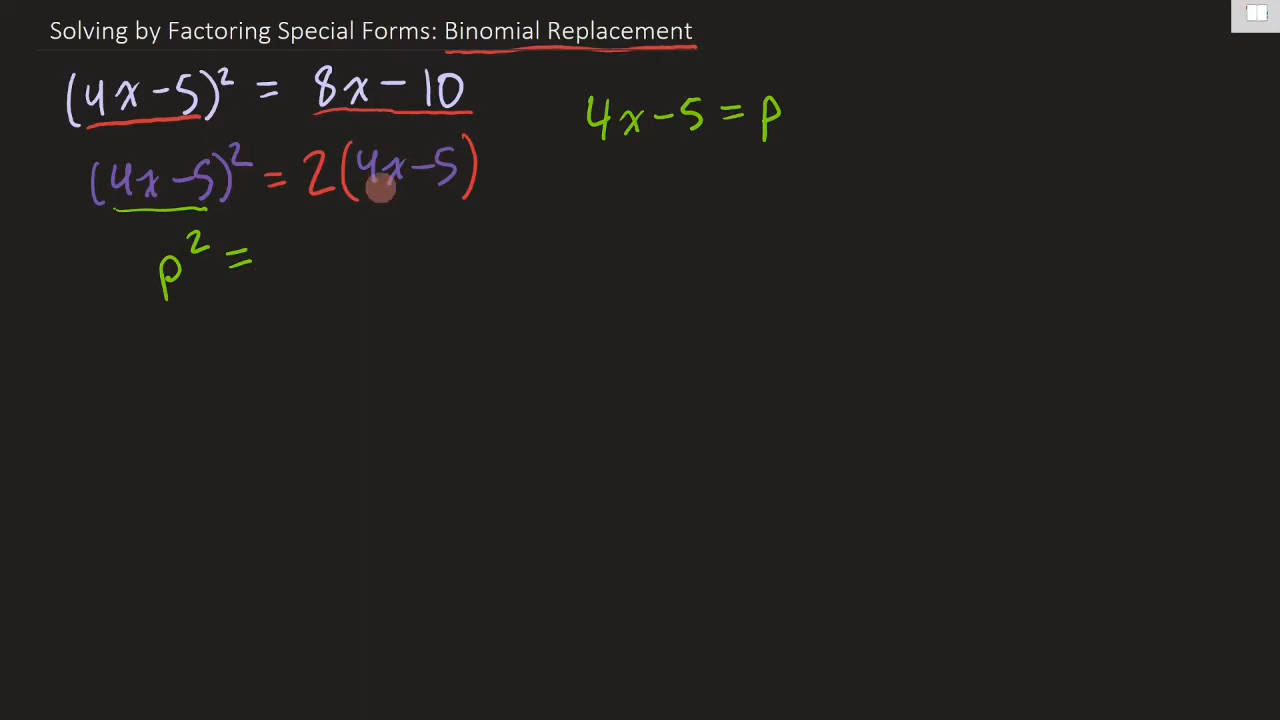 Solving by Factoring Special Forms: Binomial Replacement
(4x-5)² = 8x-10
4x-5=p
(4x-5)² = 2(4x-5)
p² =